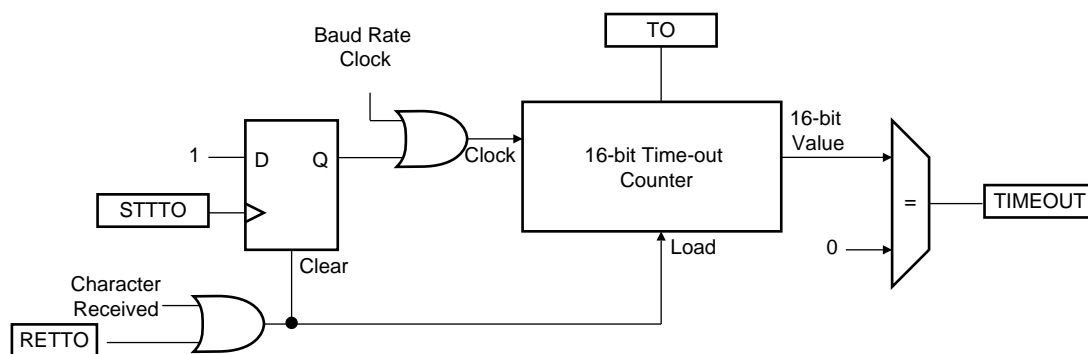 Baud Rate
Clock
TO
1
D
Q
STTTO
Clear
Clock
16-bit Time-out
Counter
16-bit
Value
Load
=
0
TIMEOUT
Character
Received
RETTO